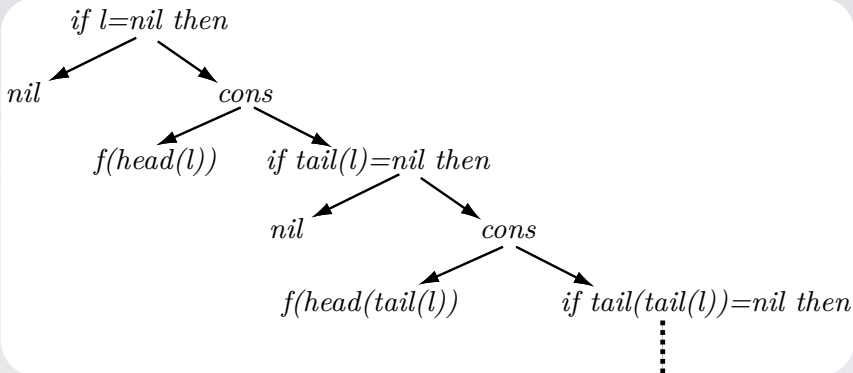 if l=nil then
nil
cons
f(head(l))
if tail(l)=nil then
nil
cons
f(head(tail(l))
if tail(tail(l))=nil then